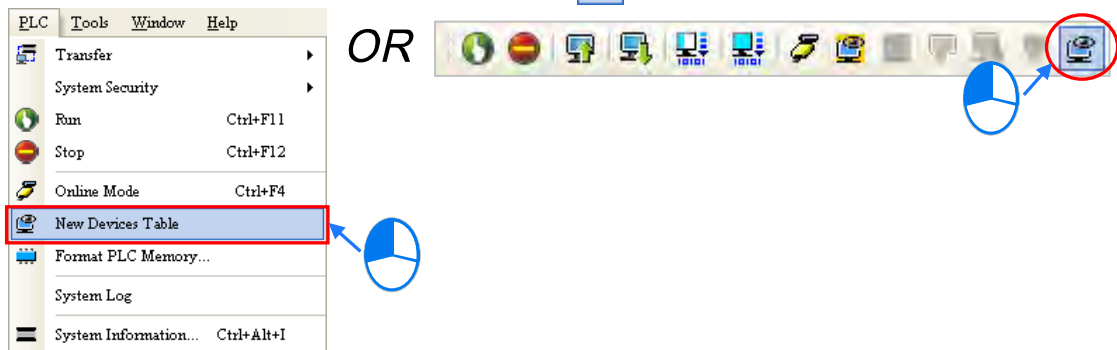 PLC Tools Window Help
Transfer
System Security
Run Ctrl+F11
Stop Ctrl+F12
Online Mode Ctrl+F4
New Devices Table
Format PLC Memory...
System Log
System Information... Ctrl+Alt+I
OR